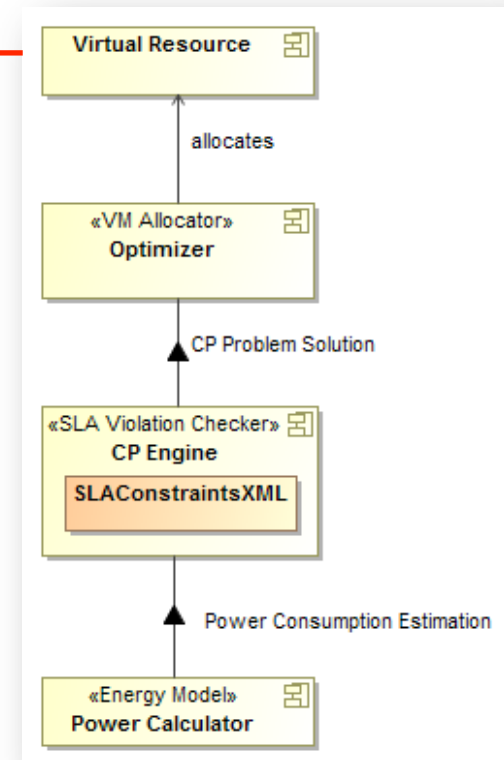 Virtual Resource
allocates
«VM Allocator»
Optimizer
CP Problem Solution
«SLA Violation Checker»
CP Engine
SLAConstraintsXML
Power Consumption Estimation
«Energy Model»
Power Calculator